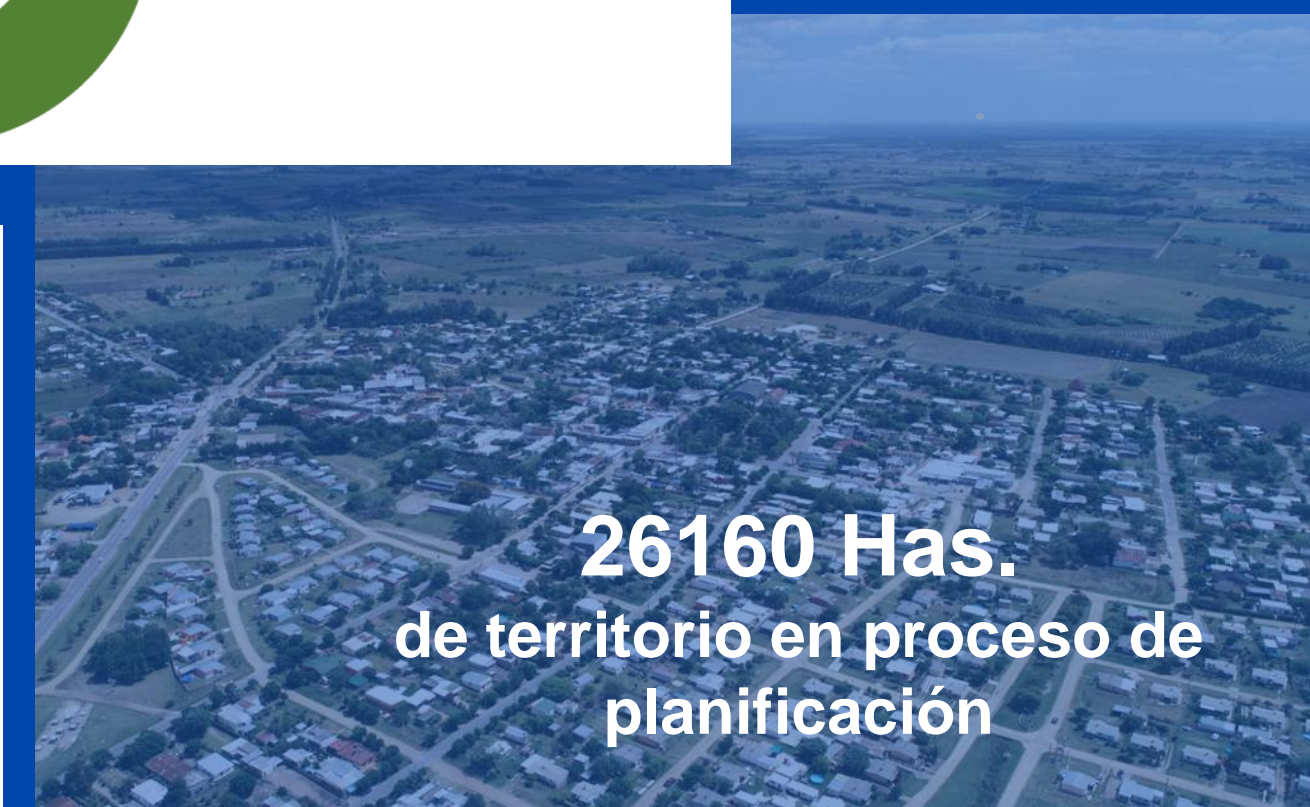 26160 Has.
de territorio en proceso de
planificación